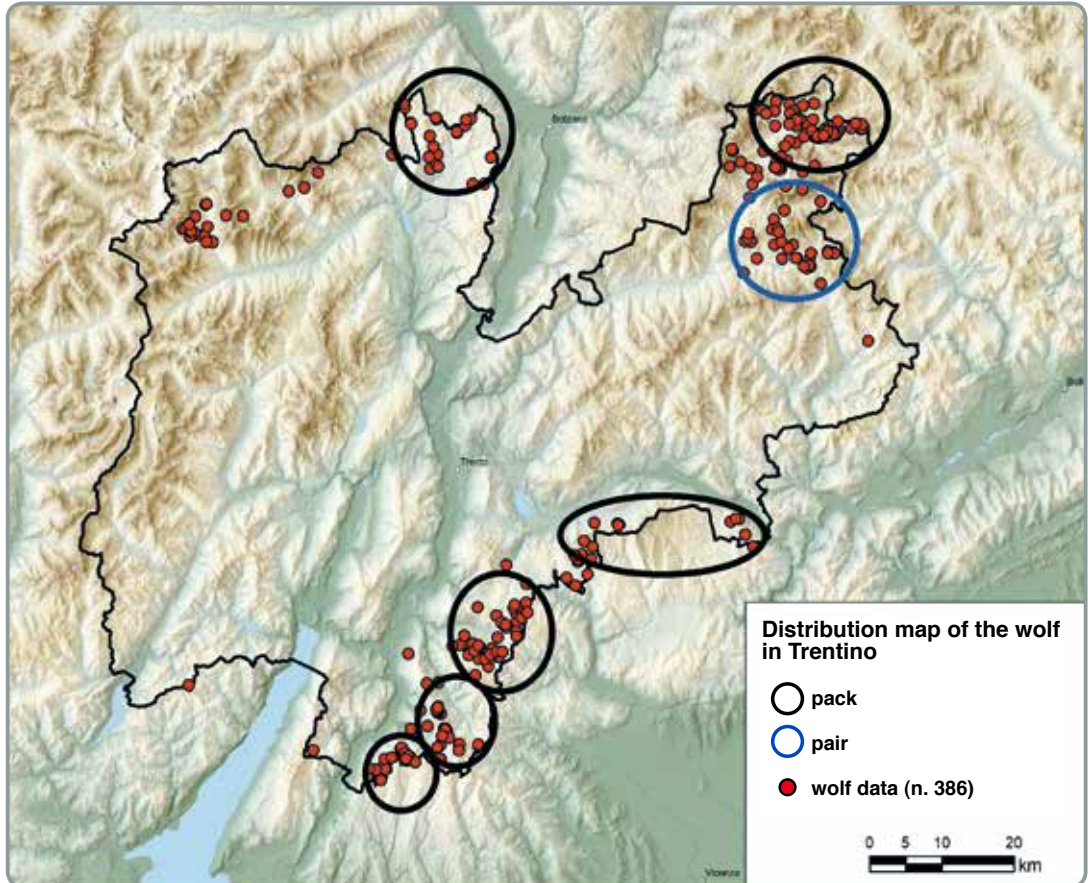 Bolzano
Trento
Distribution map of the wolf
in Trentino
pack
pair
wolf data (n. 386)
0 5 10 20
km
Vicenza